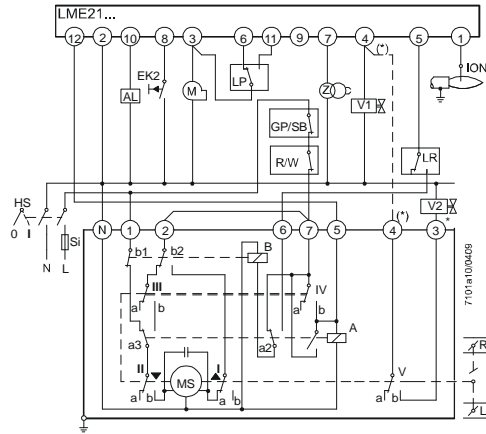 LME21...
12 2 10 8 3 6 11 9 7 4 5 1
(*)
EK2 LP ION
AL M Z V1
GP/SB
R/W LR
HS V2
0 I Si *
N L
N 1 2 6 7 5 4 (*) 3
b1 b2 B
III IV
a b a b
a3 a2 A
II I V
MS
a b a b a b
R
L
7101a10/0409